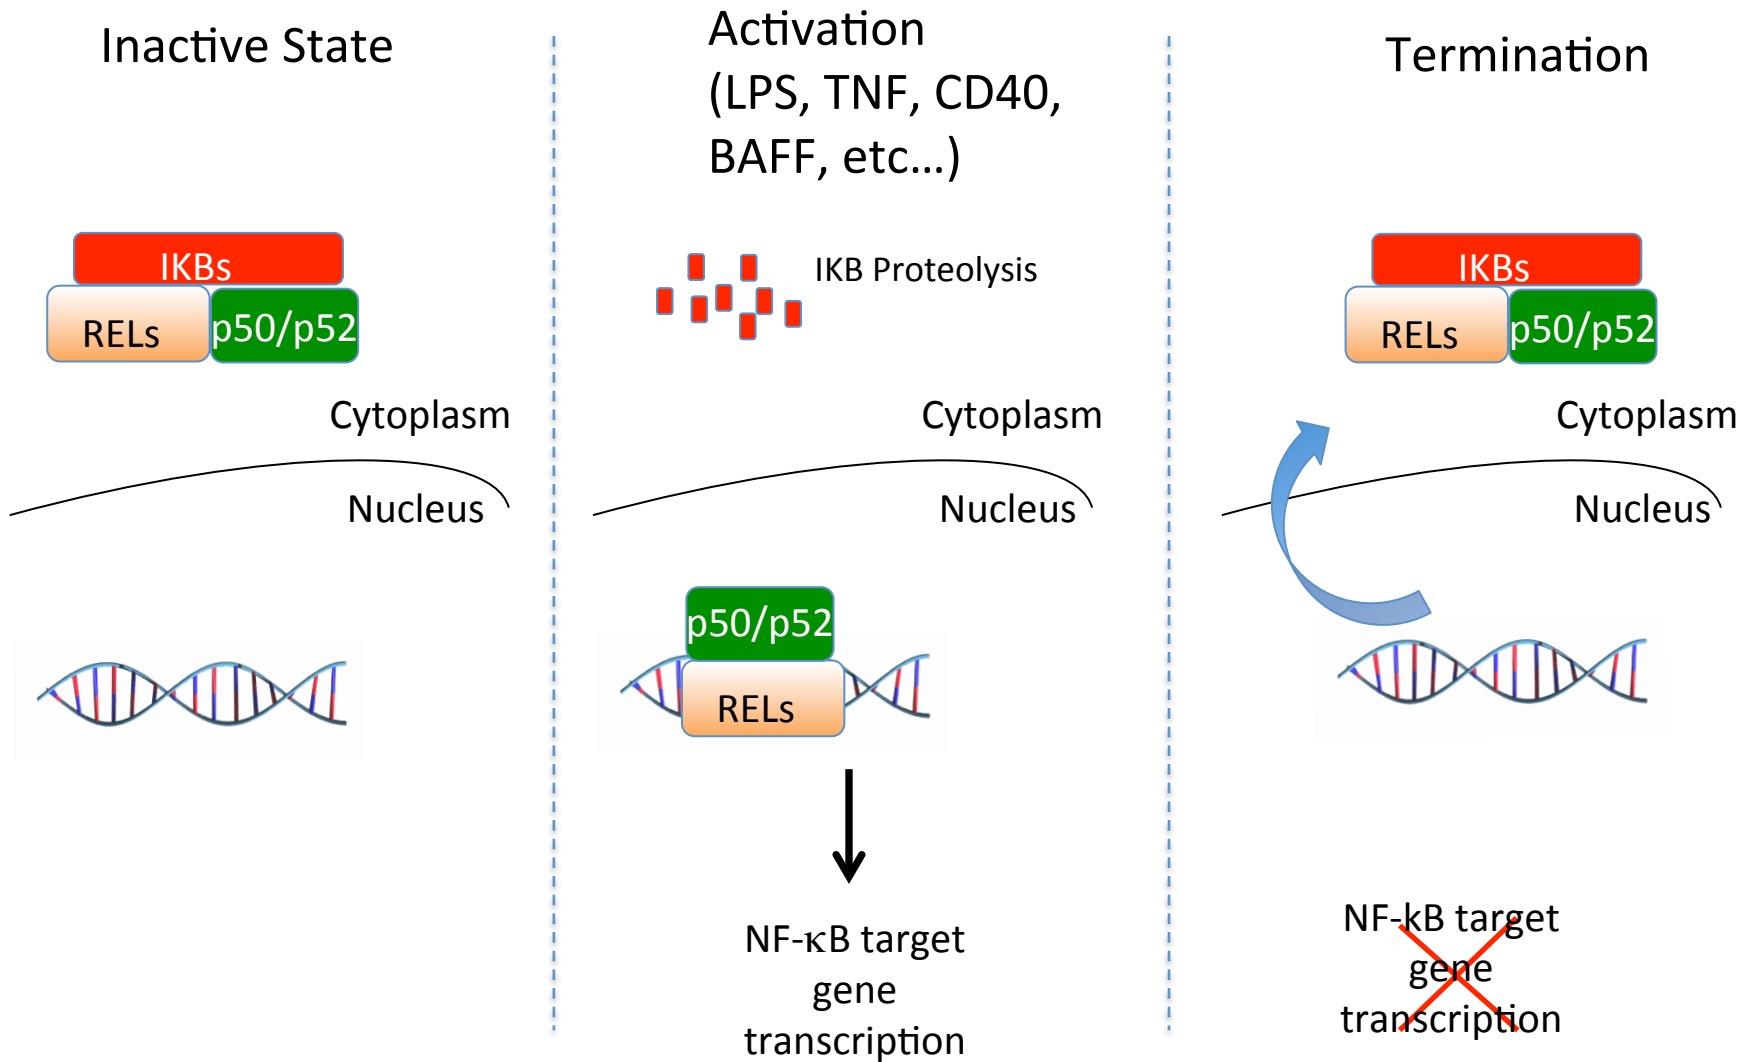 Inactive State
IKBs
RELs
p50/p52
Cytoplasm
Nucleus
Activation
(LPS, TNF, CD40,
BAFF, etc...)
IKB Proteolysis
Cytoplasm
Nucleus
p50/p52
RELs
NF-κB target
gene
transcription
Termination
IKBs
RELs
p50/p52
Cytoplasm
Nucleus
NF-kB target
gene
transcription